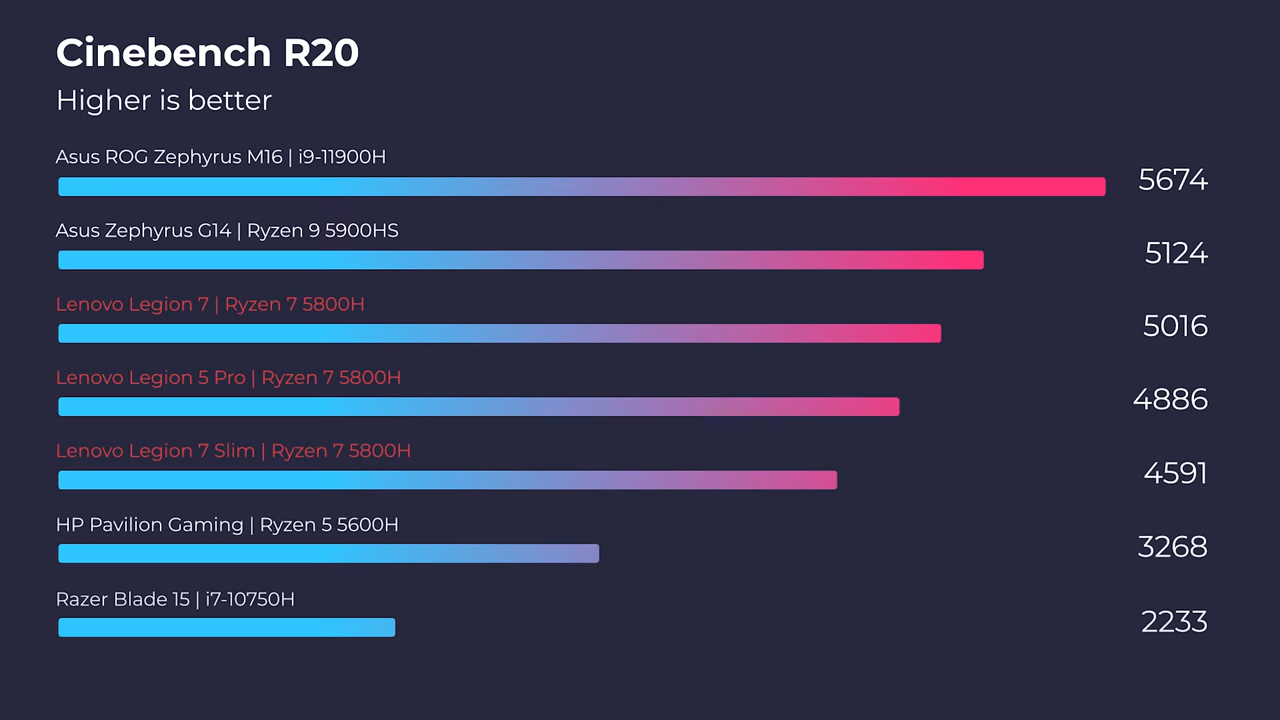 Cinebench R20
Higher is better
Asus ROG Zephyrus M16 | i9-11900H
5674
Asus Zephyrus G14 | Ryzen 9 5900HS
5124
Lenovo Legion 7 | Ryzen 7 5800H
5016
Lenovo Legion 5 Pro | Ryzen 7 5800H
4886
Lenovo Legion 7 Slim | Ryzen 7 5800H
4591
HP Pavilion Gaming | Ryzen 5 5600H
3268
Razer Blade 15 | i7-10750H
2233